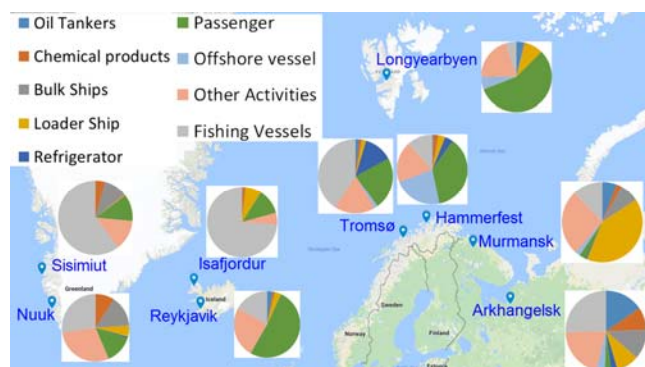 Oil Tankers
Passenger
Chemical products
Offshore vessel
Bulk Ships
Other Activities
Loader Ship
Fishing Vessels
Refrigerator
Longyearbyen
Tromsø
Hammerfest
Murmansk
Sisimiut
Isafjordur
Greenland
Nuuk
Reykjavik
Iceland
Arkhangelsk
Sweden
Norway
Finland